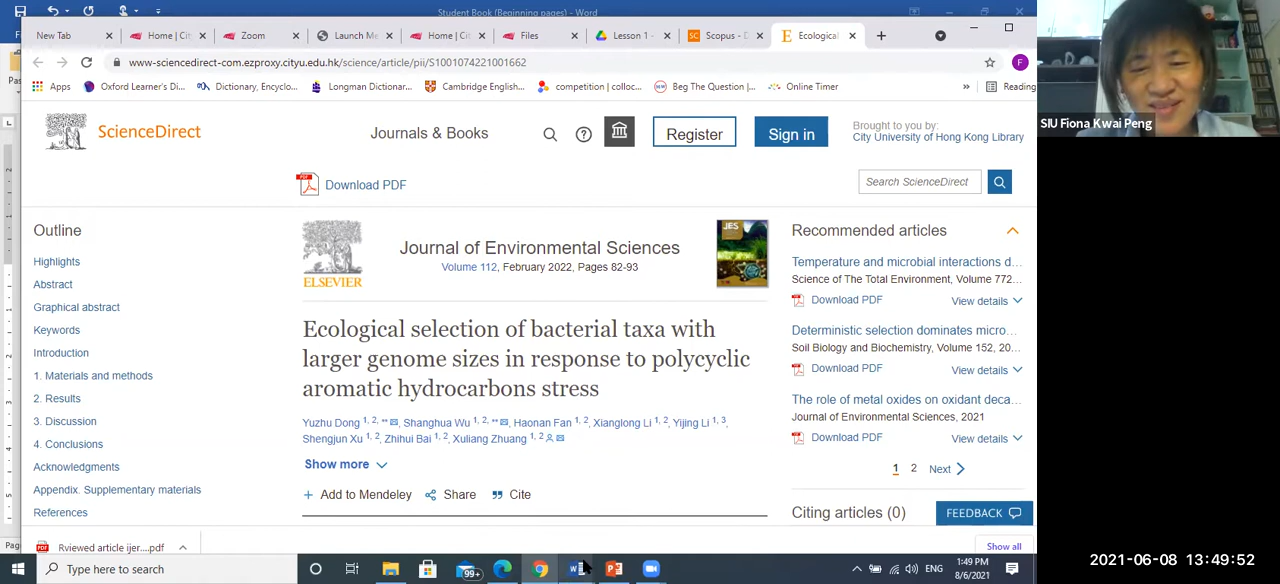 Student Book (Beginning pages) - Word
New Tab
Home | Cit
Zoom
Launch Me
Home | Cit
Files
Lesson 1 -
Scopus - D
Ecological
www-sciencedirect-com.ezproxy.cityu.edu.hk/science/article/pii/S1001074221001662
F
Apps
Oxford Learner's Di...
Dictionary, Encyclo...
Longman Dictionar...
Cambridge English...
competition | colloc...
Beg The Question |...
Online Timer
»
Reading
SIU Fiona Kwai Peng
ScienceDirect
Journals & Books
Register
Sign in
Brought to you by:
City University of Hong Kong Library
Download PDF
Search ScienceDirect
Outline
Highlights
Abstract
Graphical abstract
Keywords
Introduction
1. Materials and methods
2. Results
3. Discussion
4. Conclusions
Acknowledgments
Appendix. Supplementary materials
References
ELSEVIER
Journal of Environmental Sciences
Volume 112, February 2022, Pages 82-93
JES
Ecological selection of bacterial taxa with
larger genome sizes in response to polycyclic
aromatic hydrocarbons stress
Yuzhu Dong 1, 2, **, Shanghua Wu 1, 2, **, Haonan Fan 1, 2, Xianglong Li 1, 2, Yijing Li 1, 3,
Shengjun Xu 1, 2, Zhihui Bai 1, 2, Xuliang Zhuang 1, 2
Show more
+ Add to Mendeley
Share
Cite
Recommended articles
Temperature and microbial interactions d...
Science of The Total Environment, Volume 772...
Download PDF
View details
Deterministic selection dominates micro...
Soil Biology and Biochemistry, Volume 152, 20...
Download PDF
View details
The role of metal oxides on oxidant deca...
Journal of Environmental Sciences, 2021
Download PDF
View details
1 2 Next
Citing articles (0)
FEEDBACK
Rviewed article ijer....pdf
Show all
Type here to search
99+
ENG
1:49 PM
8/6/2021
2021-06-08 13:49:52